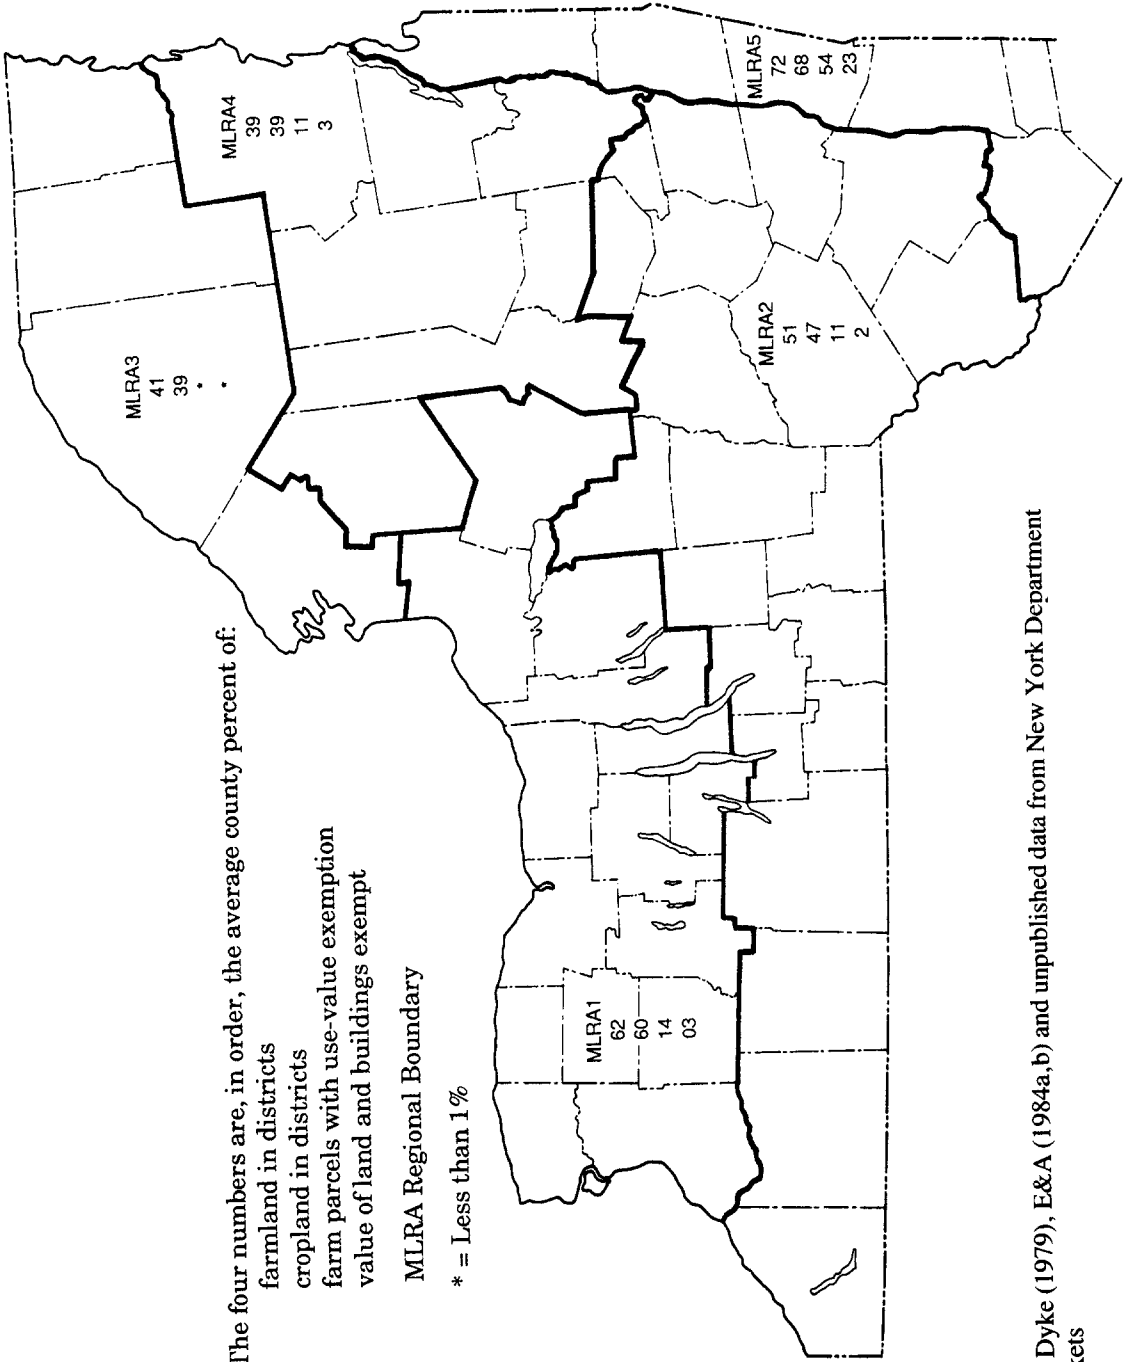 The four numbers are, in order, the average county percent of:
farmland in districts
cropland in districts
farm parcels with use-value exemption
value of land and buildings exempt
MLRA Regional Boundary
* = Less than 1%
MLRA3
41
39
*
*
MLRA4
39
39
11
3
MLRA1
62
60
14
03
MLRA2
51
47
11
2
MLRA5
72
68
54
23
Dyke (1979), E&A (1984a,b) and unpublished data from New York Department